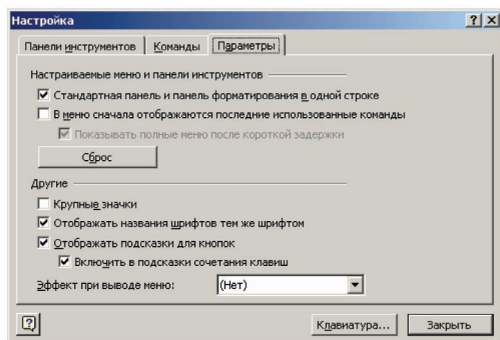 Настройка
Панели инструментов Команды Параметры
Настраиваемые меню и панели инструментов
Стандартная панель и панель форматирования в одной строке
В меню сначала отображаются последние использованные команды
Показывать полные меню после короткой задержки
Сброс
Другие
Крупные значки
Отображать названия шрифтов тем же шрифтом
Отображать подсказки для кнопок
Включить в подсказки сочетания клавиш
Эффект при выводе меню: (Нет)
Клавиатура... Закрыть